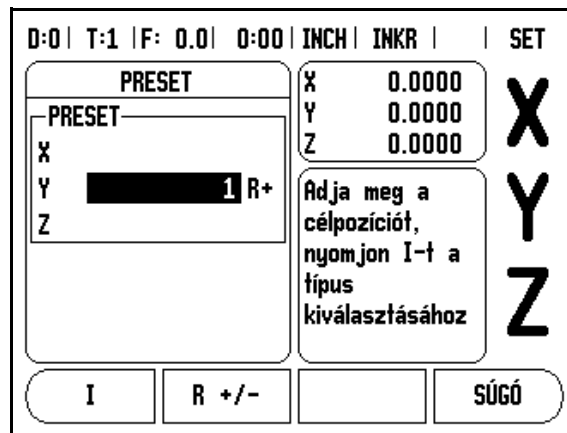 D:0 | T:1 | F: 0.0 | 0:00 | INCH | INKR | | SET
PRESET
PRESET
X
Y 1 R+
Z
X 0.0000
Y 0.0000
Z 0.0000
Adja meg a
célpozíciót,
nyomjon I-t a
típus
kiválasztásához
X
Y
Z
I
R +/-
SÚGÓ